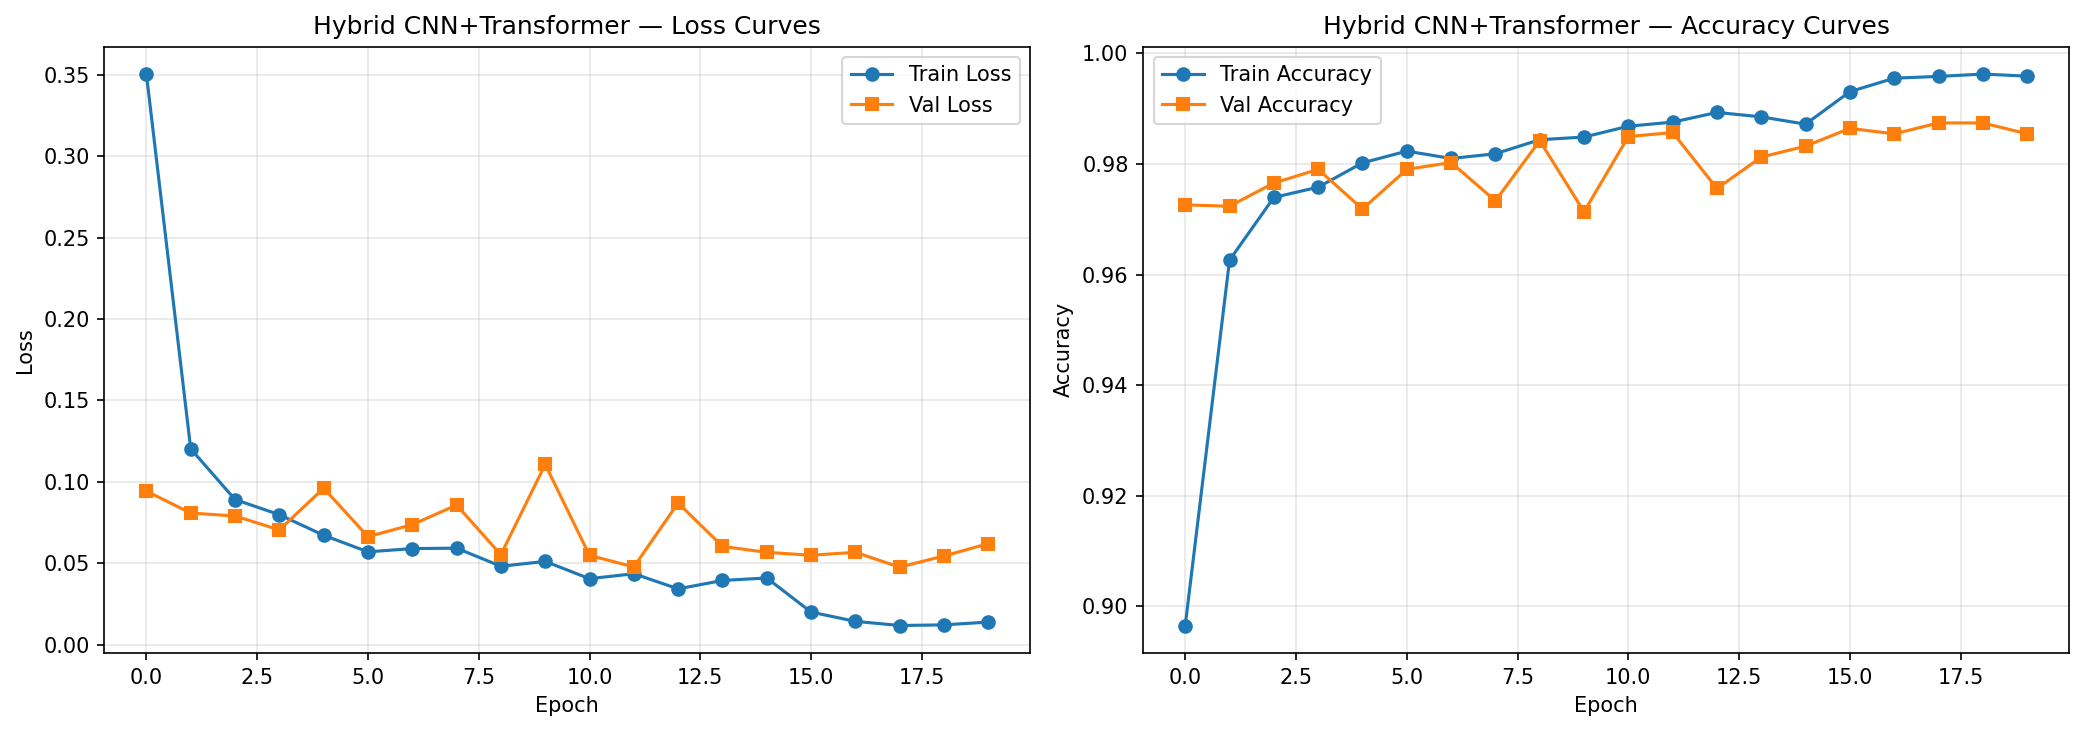 Hybrid CNN+Transformer — Loss Curves
Train Loss
Val Loss
0.35
0.30
0.25
0.20
0.15
0.10
0.05
0.00
Loss
0.0 2.5 5.0 7.5 10.0 12.5 15.0 17.5
Epoch
Hybrid CNN+Transformer — Accuracy Curves
Train Accuracy
Val Accuracy
1.00
0.98
0.96
0.94
0.92
0.90
Accuracy
0.0 2.5 5.0 7.5 10.0 12.5 15.0 17.5
Epoch